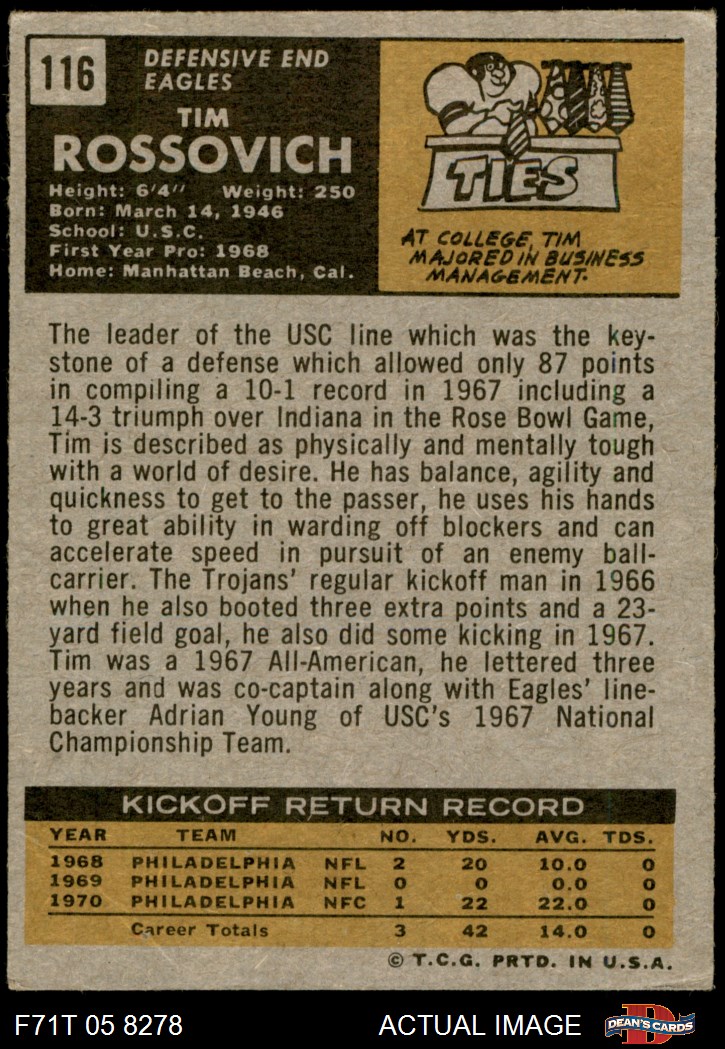 116
DEFENSIVE END
EAGLES
TIM
ROSSOVICH
Height: 6'4" Weight: 250
Born: March 14, 1946
School: U.S.C.
First Year Pro: 1968
Home: Manhattan Beach, Cal.
TIES
AT COLLEGE, TIM
MAJORED IN BUSINESS
MANAGEMENT.
The leader of the USC line which was the key-
stone of a defense which allowed only 87 points
in compiling a 10-1 record in 1967 including a
14-3 triumph over Indiana in the Rose Bowl Game,
Tim is described as physically and mentally tough
with a world of desire. He has balance, agility and
quickness to get to the passer, he uses his hands
to great ability in warding off blockers and can
accelerate speed in pursuit of an enemy ball-
carrier. The Trojans' regular kickoff man in 1966
when he also booted three extra points and a 23-
yard field goal, he also did some kicking in 1967.
Tim was a 1967 All-American, he lettered three
years and was co-captain along with Eagles' line-
backer Adrian Young of USC's 1967 National
Championship Team.
KICKOFF RETURN RECORD
YEAR TEAM NO. YDS. AVG. TDS.
1968 PHILADELPHIA NFL 2 20 10.0 0
1969 PHILADELPHIA NFL 0 0 0.0 0
1970 PHILADELPHIA NFC 1 22 22.0 0
Career Totals 3 42 14.0 0
© T.C.G. PRTD. IN U.S.A.
F71T 05 8278 ACTUAL IMAGE
D
DEAN'S CARDS